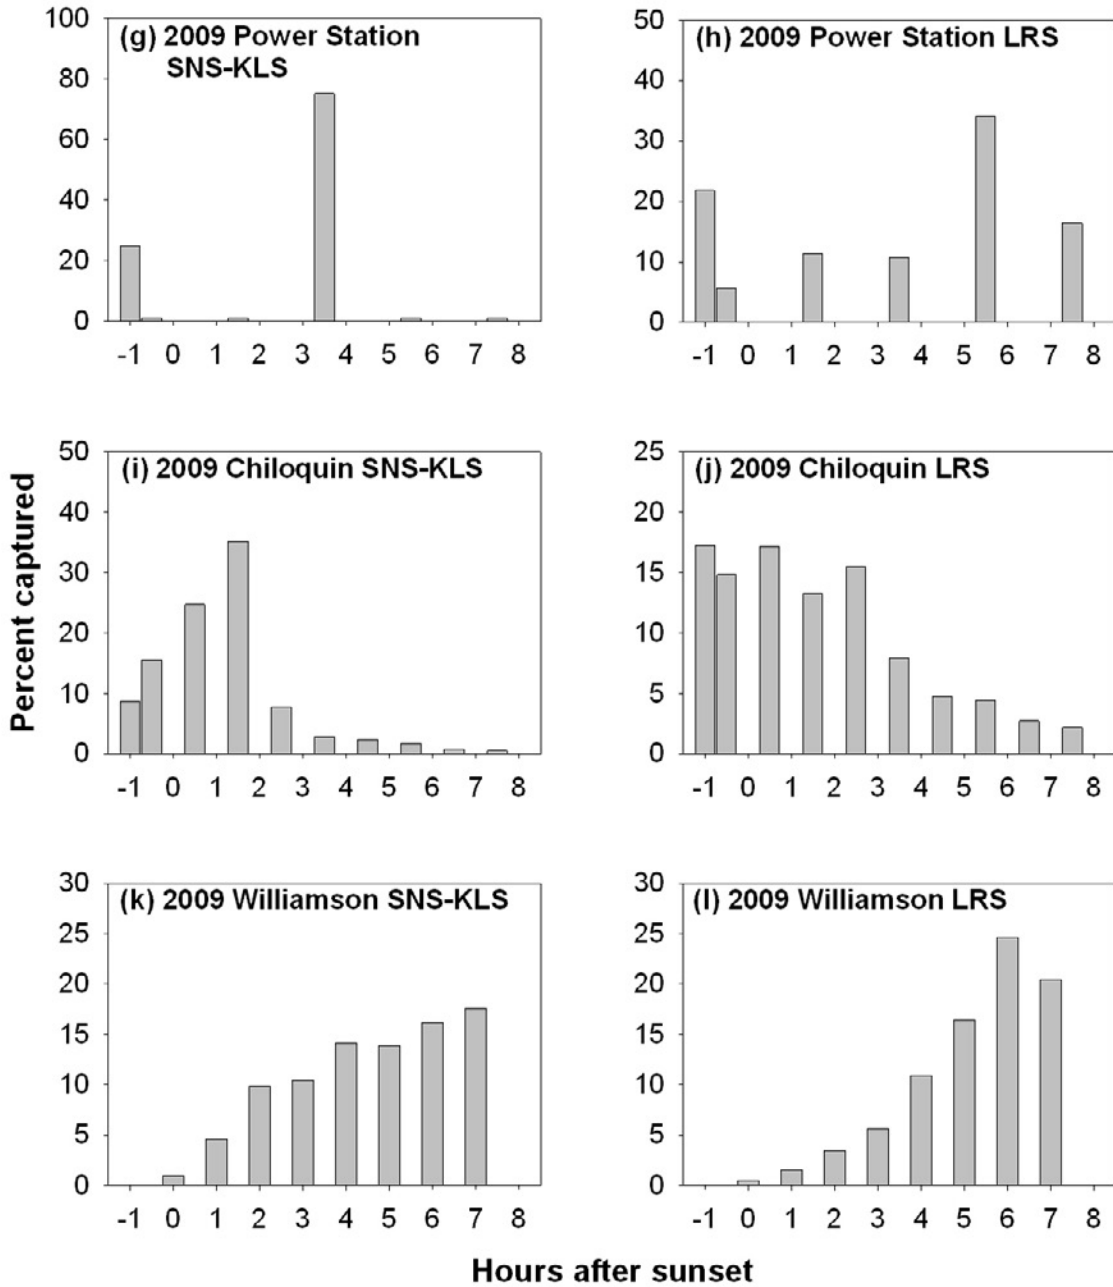 (g) 2009 Power Station
SNS-KLS
100
80
60
40
20
0
-1 0 1 2 3 4 5 6 7 8
(h) 2009 Power Station LRS
50
40
30
20
10
0
-1 0 1 2 3 4 5 6 7 8
Percent captured
(i) 2009 Chiloquin SNS-KLS
50
40
30
20
10
0
-1 0 1 2 3 4 5 6 7 8
(j) 2009 Chiloquin LRS
25
20
15
10
5
0
-1 0 1 2 3 4 5 6 7 8
(k) 2009 Williamson SNS-KLS
30
25
20
15
10
5
0
-1 0 1 2 3 4 5 6 7 8
(l) 2009 Williamson LRS
30
25
20
15
10
5
0
-1 0 1 2 3 4 5 6 7 8
Hours after sunset